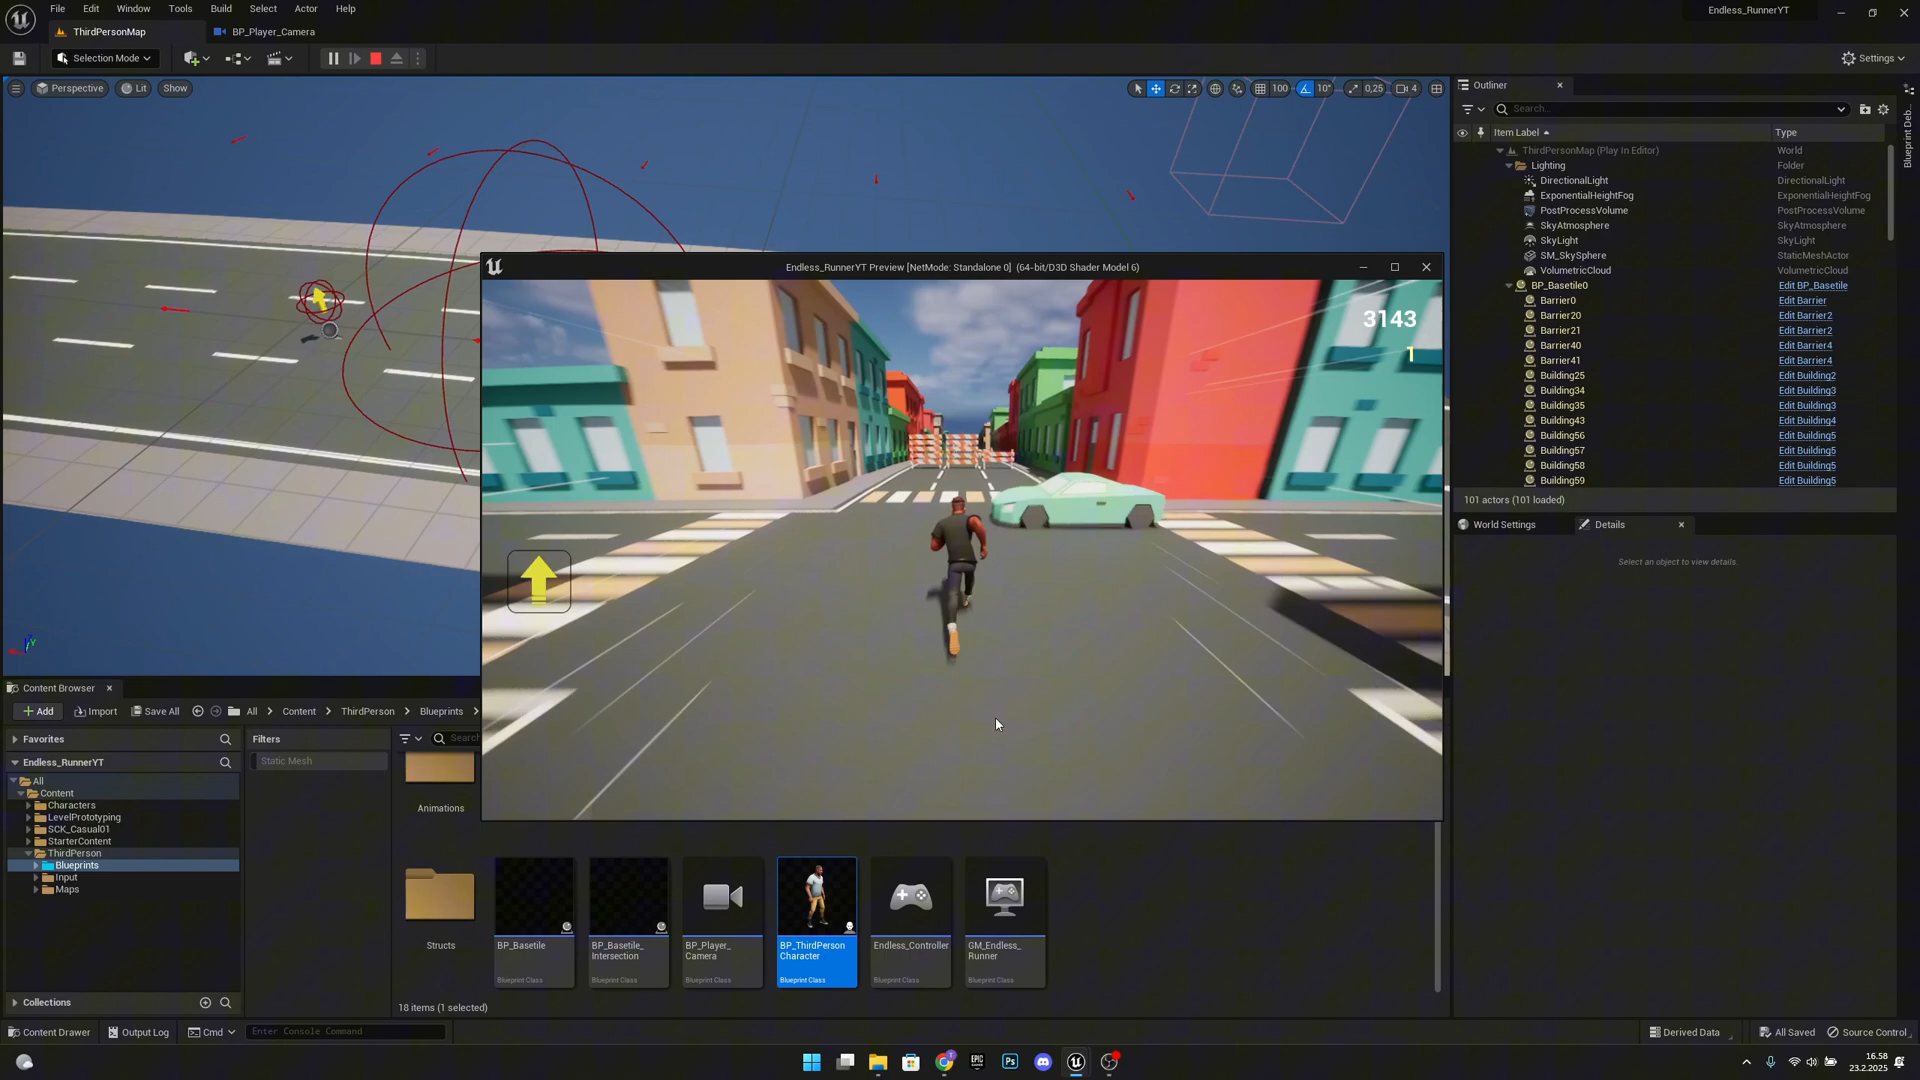 File Edit Window Tools Build Select Actor Help
Endless_RunnerYT
ThirdPersonMap
BP_Player_Camera
Selection Mode
Settings
Perspective
Lit
Show
100
10°
0,25
4
Outliner
Search...
Item Label
Type
ThirdPersonMap (Play In Editor) World
Lighting Folder
DirectionalLight DirectionalLight
ExponentialHeightFog ExponentialHeightFog
PostProcessVolume PostProcessVolume
SkyAtmosphere SkyAtmosphere
SkyLight SkyLight
SM_SkySphere StaticMeshActor
VolumetricCloud VolumetricCloud
BP_Basetile0 Edit BP_Basetile
Barrier0 Edit Barrier
Barrier20 Edit Barrier2
Barrier21 Edit Barrier2
Barrier40 Edit Barrier4
Barrier41 Edit Barrier4
Building25 Edit Building2
Building34 Edit Building3
Building35 Edit Building3
Building43 Edit Building4
Building56 Edit Building5
Building57 Edit Building5
Building58 Edit Building5
Building59 Edit Building5
101 actors (101 loaded)
World Settings
Details
Select an object to view details.
Blueprint Deb...
Endless_RunnerYT Preview [NetMode: Standalone 0] (64-bit/D3D Shader Model 6)
3143
1
Content Browser
Add
Import
Save All
All
Content
ThirdPerson
Blueprints
Favorites
Filters
Search
Endless_RunnerYT
Static Mesh
All
Content
Characters
LevelPrototyping
SCK_Casual01
StarterContent
ThirdPerson
Blueprints
Input
Maps
Animations
Structs
BP_Basetile
Blueprint Class
BP_Basetile_
Intersection
Blueprint Class
BP_Player_
Camera
Blueprint Class
BP_ThirdPerson
Character
Blueprint Class
Endless_Controller
Blueprint Class
GM_Endless_
Runner
Blueprint Class
Collections
18 items (1 selected)
Content Drawer
Output Log
Cmd
Enter Console Command
Derived Data
All Saved
Source Control
EPIC
Ps
16.58
23.2.2025